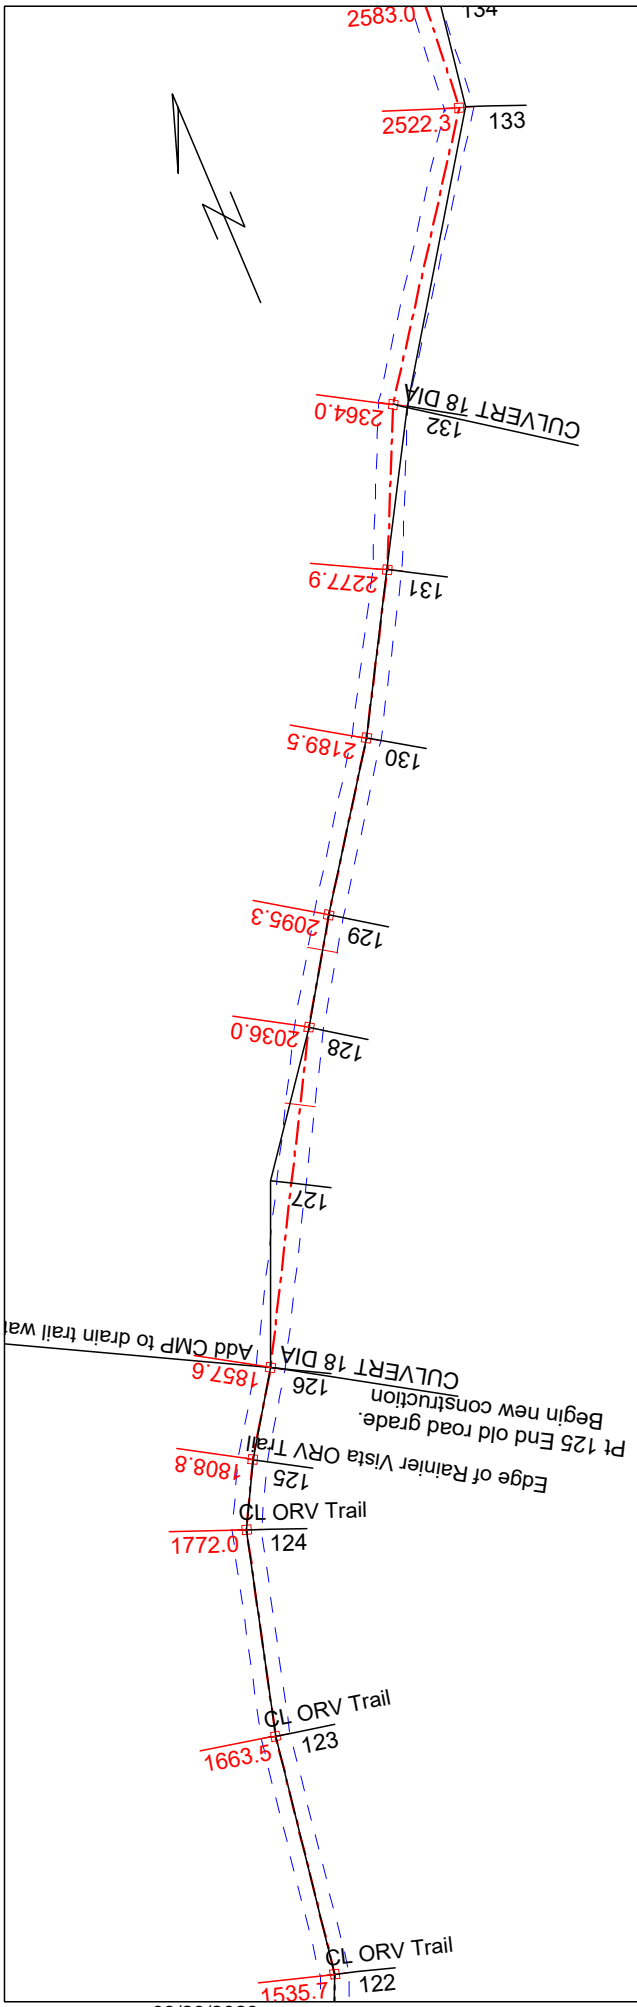 2583.0
134
2522.3
133
CULVERT 18 DIA
2364.0
132
2277.9
131
2189.5
130
2095.3
129
2036.0
128
127
Add CMP to drain trail
CULVERT 18 DIA
1857.6
126
Pt 125 End old road grade.
Begin new construction
Edge of Rainier Vista ORV Trail
1808.8
125
CL ORV Trail
1772.0
124
CL ORV Trail
1663.5
123
CL ORV Trail
1535.7
122